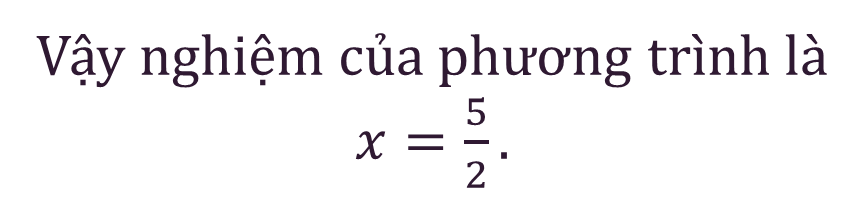 Vậy nghiệm của phương trình là
x = 5/2.